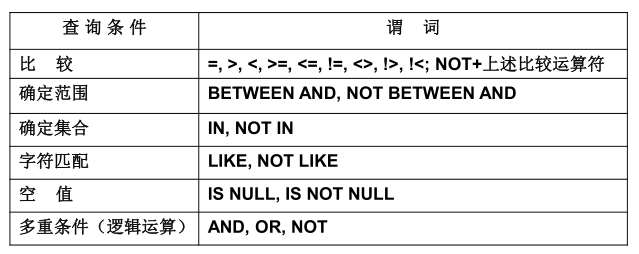 查询条件 谓 词
比 较 =, >, <, >=, <=, !=, <>, !>, !<; NOT+上述比较运算符
确定范围 BETWEEN AND, NOT BETWEEN AND
确定集合 IN, NOT IN
字符匹配 LIKE, NOT LIKE
空 值 IS NULL, IS NOT NULL
多重条件（逻辑运算） AND, OR, NOT